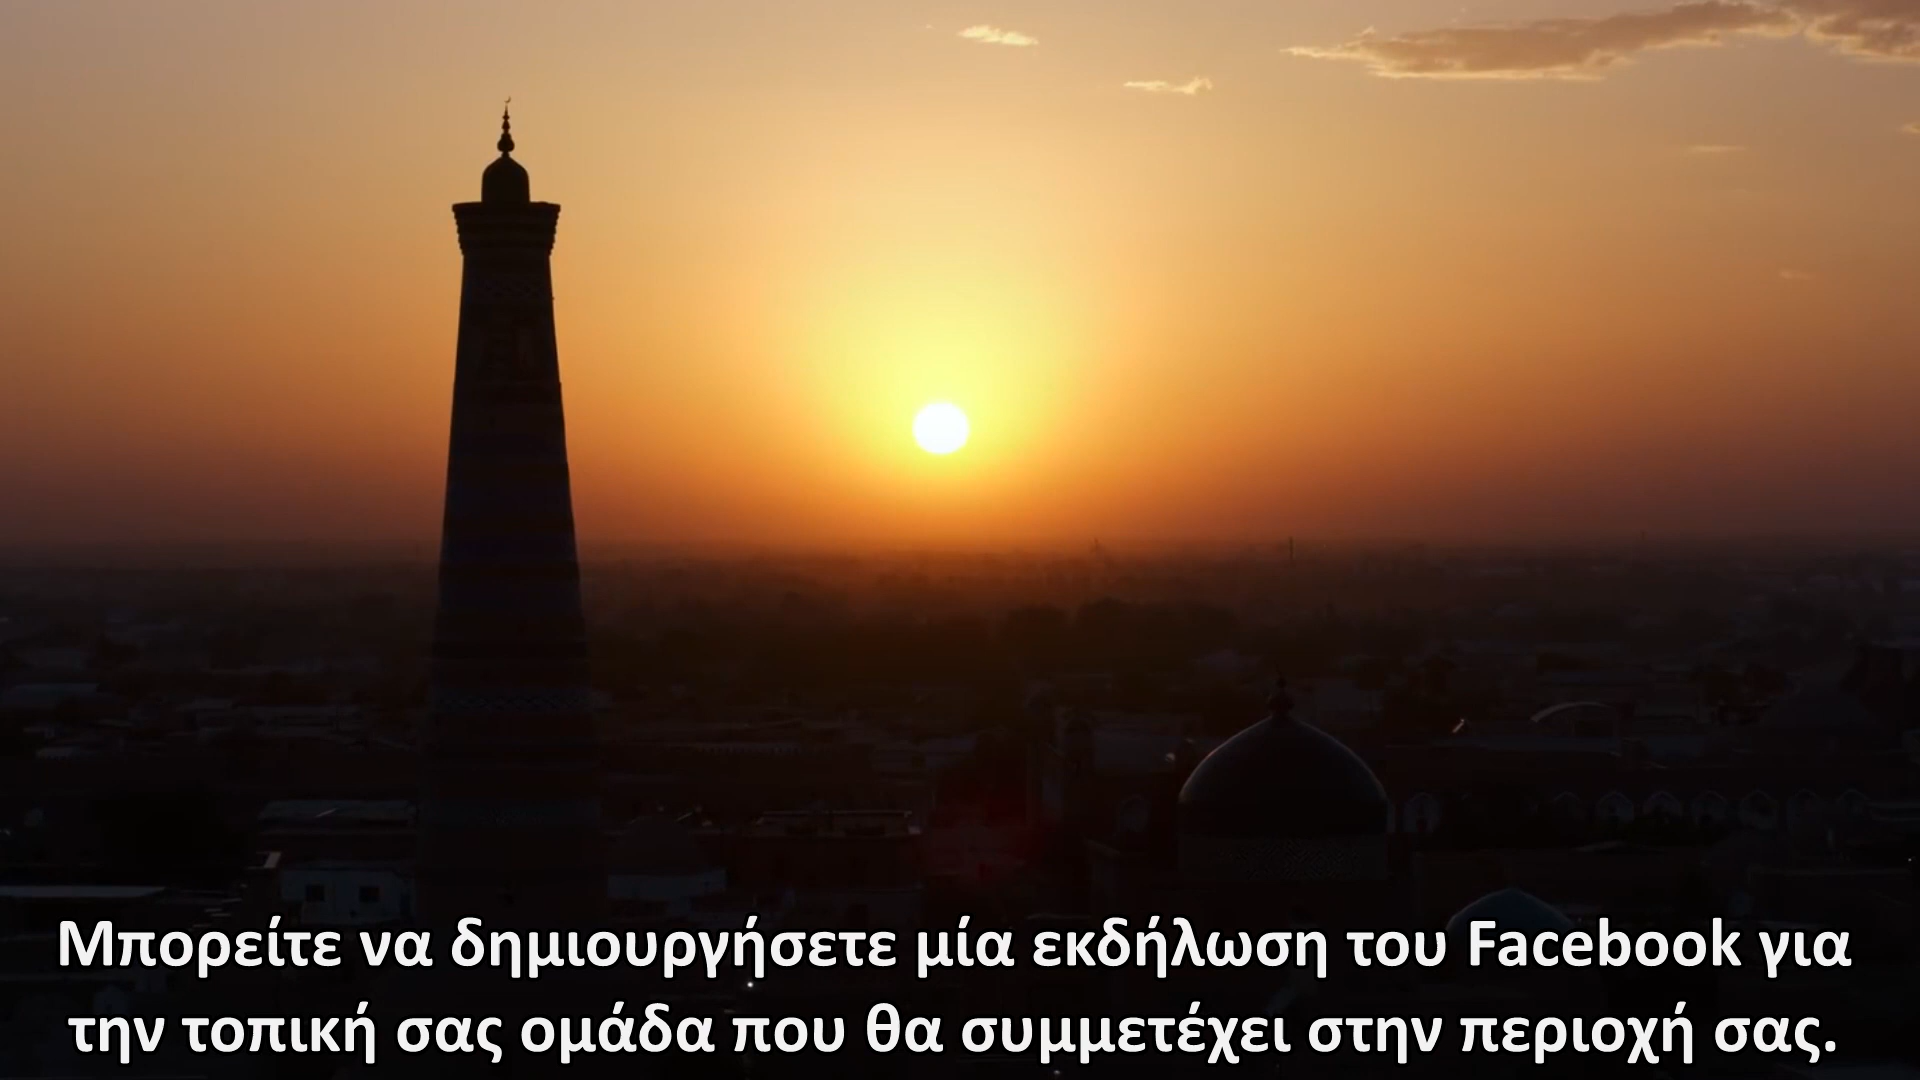 Μπορείτε να δημιουργήσετε μία εκδήλωση του Facebook για
την τοπική σας ομάδα που θα συμμετέχει στην περιοχή σας.